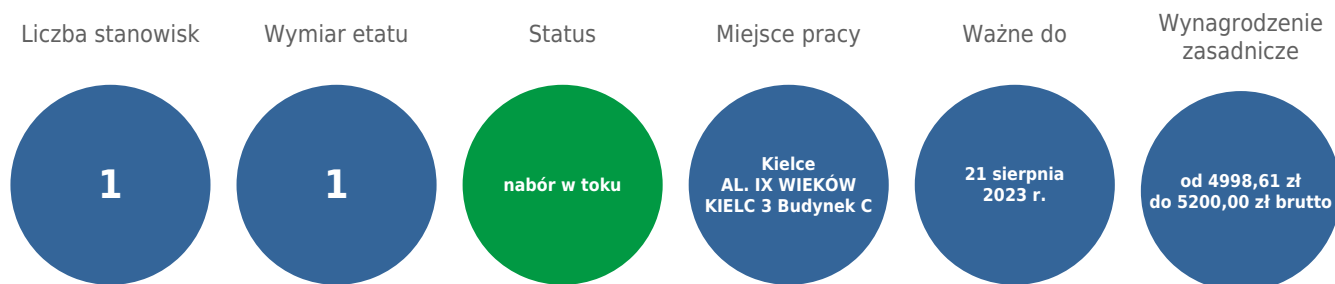 Liczba stanowisk
1
Wymiar etatu
1
Status
nabór w toku
Miejsce pracy
Kielce
AL. IX WIEKÓW
KIELC 3 Budynek C
Ważne do
21 sierpnia
2023 r.
Wynagrodzenie
zasadnicze
od 4998,61 zł
do 5200,00 zł brutto